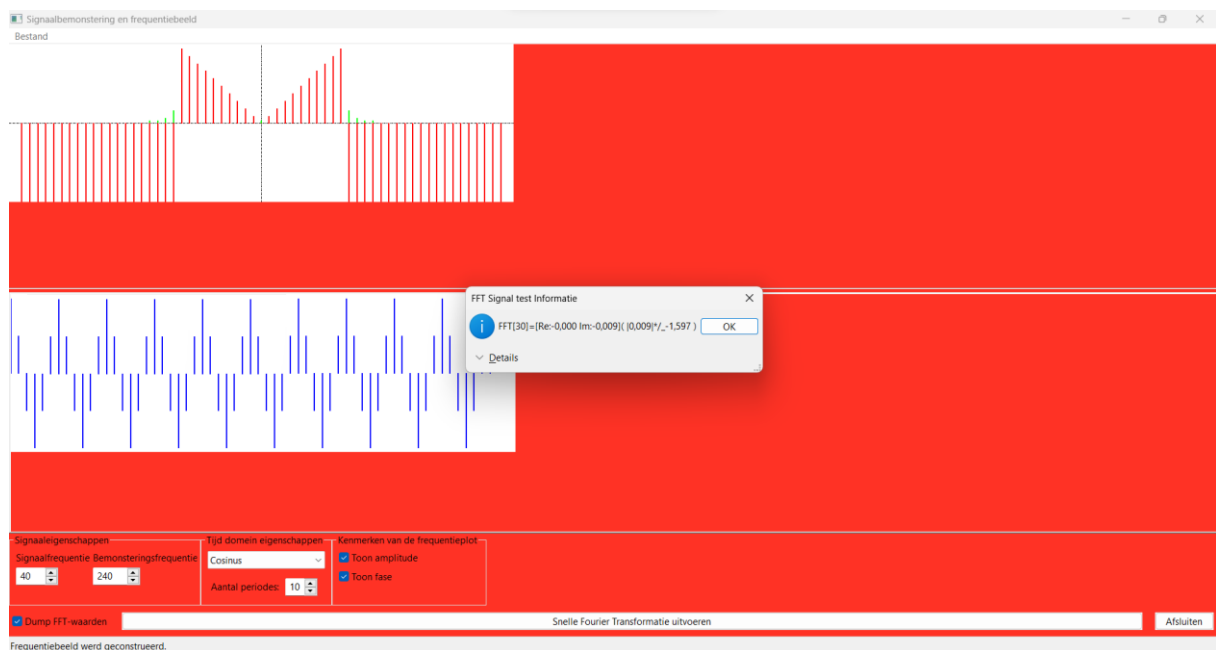 Signaalbemonstering en frequentiebeeld
Bestand
FFT Signal test Informatie
FFT[30]=[Re:-0,000 Im:-0,009]( |0,009|*/_-1,597 )
OK
Details
Signaaleigenschappen
Tijd domein eigenschappen
Kenmerken van de frequentieplot
Signaalfrequentie Bemonsteringsfrequentie
Cosinus
Toon amplitude
40
240
Toon fase
Aantal periodes:
10
Dump FFT-waarden
Snelle Fourier Transformatie uitvoeren
Afsluiten
Frequentiebeeld werd geconstrueerd.